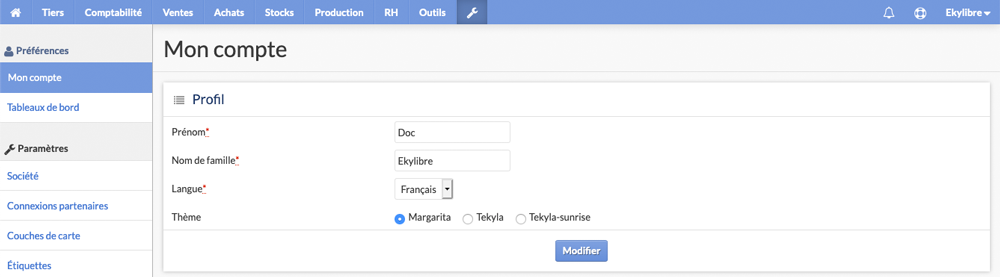 Tiers Comptabilité Ventes Achats Stocks Production RH Outils Ekylibre
Préférences
Mon compte
Tableaux de bord
Paramètres
Société
Connexions partenaires
Couches de carte
Étiquettes
Mon compte
Profil
Prénom* Doc
Nom de famille* Ekylibre
Langue* Français
Thème Margarita Tekyla Tekyla-sunrise
Modifier